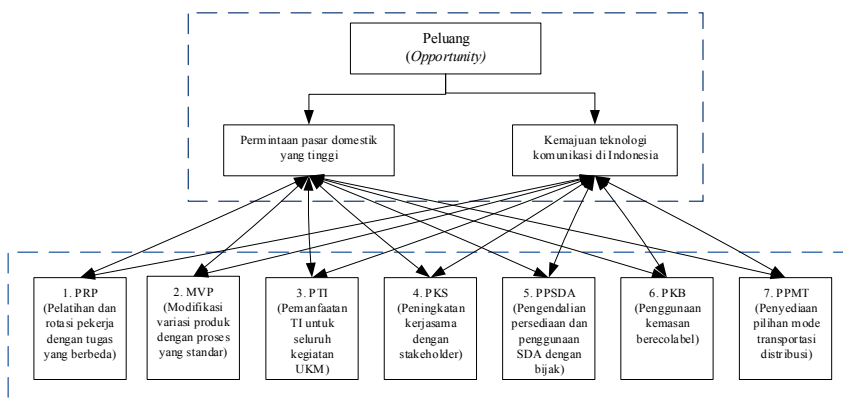 Peluang
(Opportunity)
Permintaan pasar domestik
yang tinggi
Kemajuan teknologi
komunikasi di Indonesia
1. PRP
(Pelatihan dan
rotasi pekerja
dengan tugas
yang berbeda)
2. MVP
(Modifikasi
variasi produk
dengan proses
yang standar)
3. PTI
(Pemanfaatan
TI untuk
seluruh
kegiatan
UKM)
4. PKS
(Peningkatan
kerjasama
dengan
stakeholder)
5. PPSDA
(Pengendalian
persediaan dan
penggunaan
SDA dengan
bijak)
6. PKB
(Penggunaan
kemasan
berecolabel)
7. PPMT
(Penyediaan
pilihan mode
transportasi
distribusi)